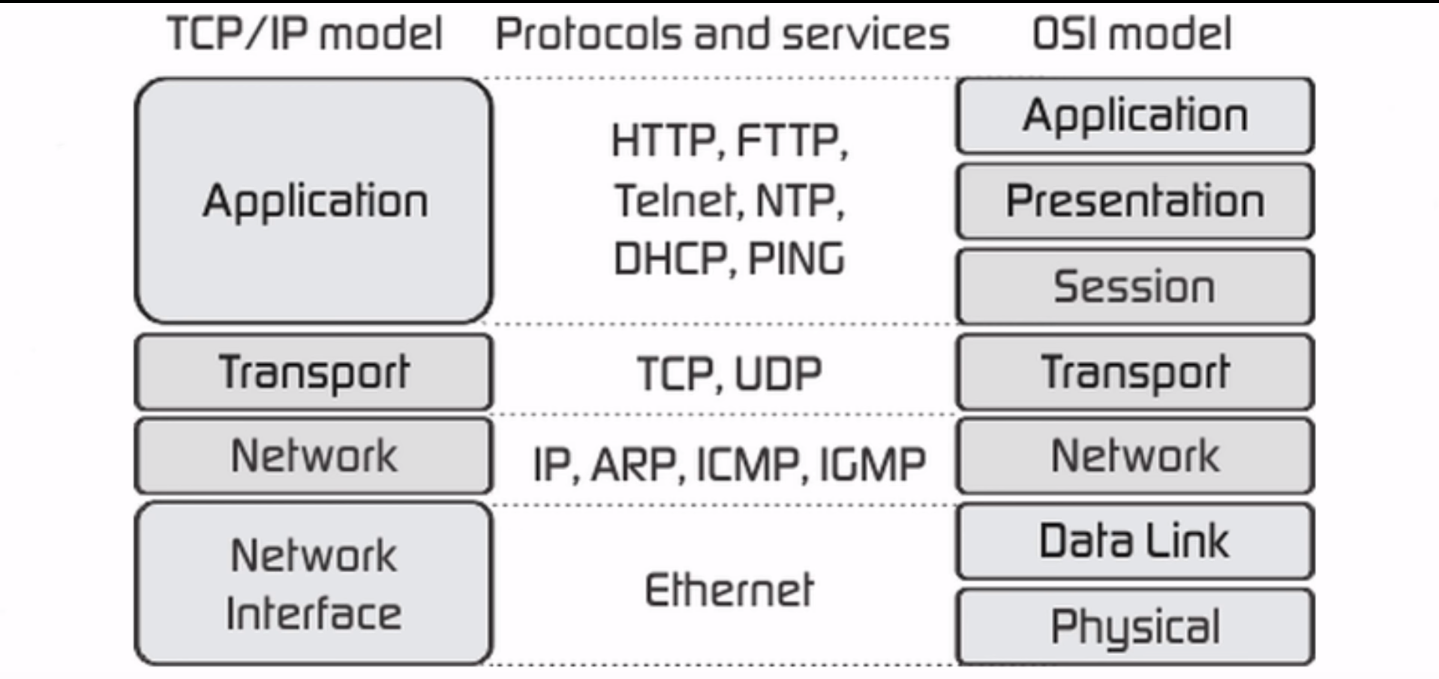 TCP/IP model Protocols and services OSI model
Application
HTTP, FTTP,
Telnet, NTP,
DHCP, PING
Application
Presentation
Session
Transport
TCP, UDP
Transport
Network
IP, ARP, ICMP, IGMP
Network
Network
Interface
Ethernet
Data Link
Physical